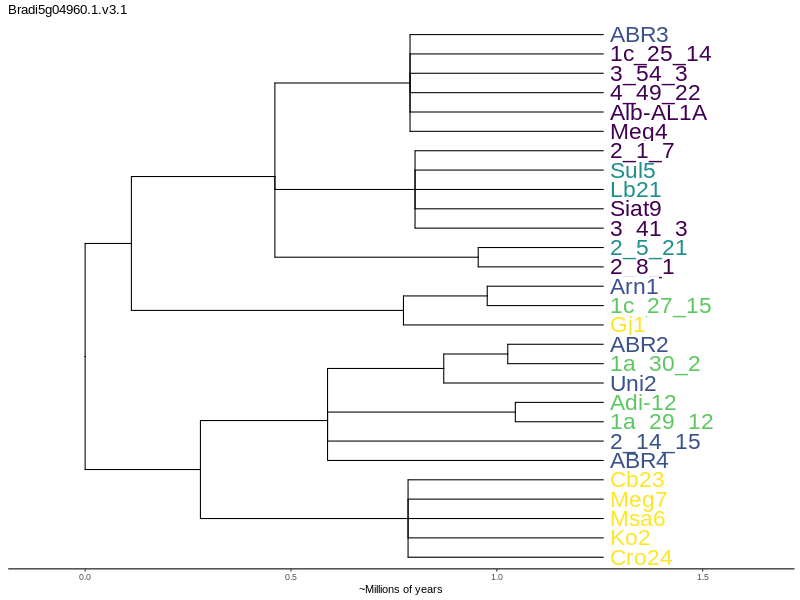 Bradi5g04960.1.v3.1
ABR3
1c_25_14
3_54_3
4_49_22
Alb-AL1A
Meg4
2_1_7
Sul5
Lb21
Siat9
3_41_3
2_5_21
2_8_1
Arn1
1c_27_15
Gj1
ABR2
1a_30_2
Uni2
Adi-12
1a_29_12
2_14_15
ABR4
Cb23
Meg7
Msa6
Ko2
Cro24
0.0 0.5 1.0 1.5
~Millions of years